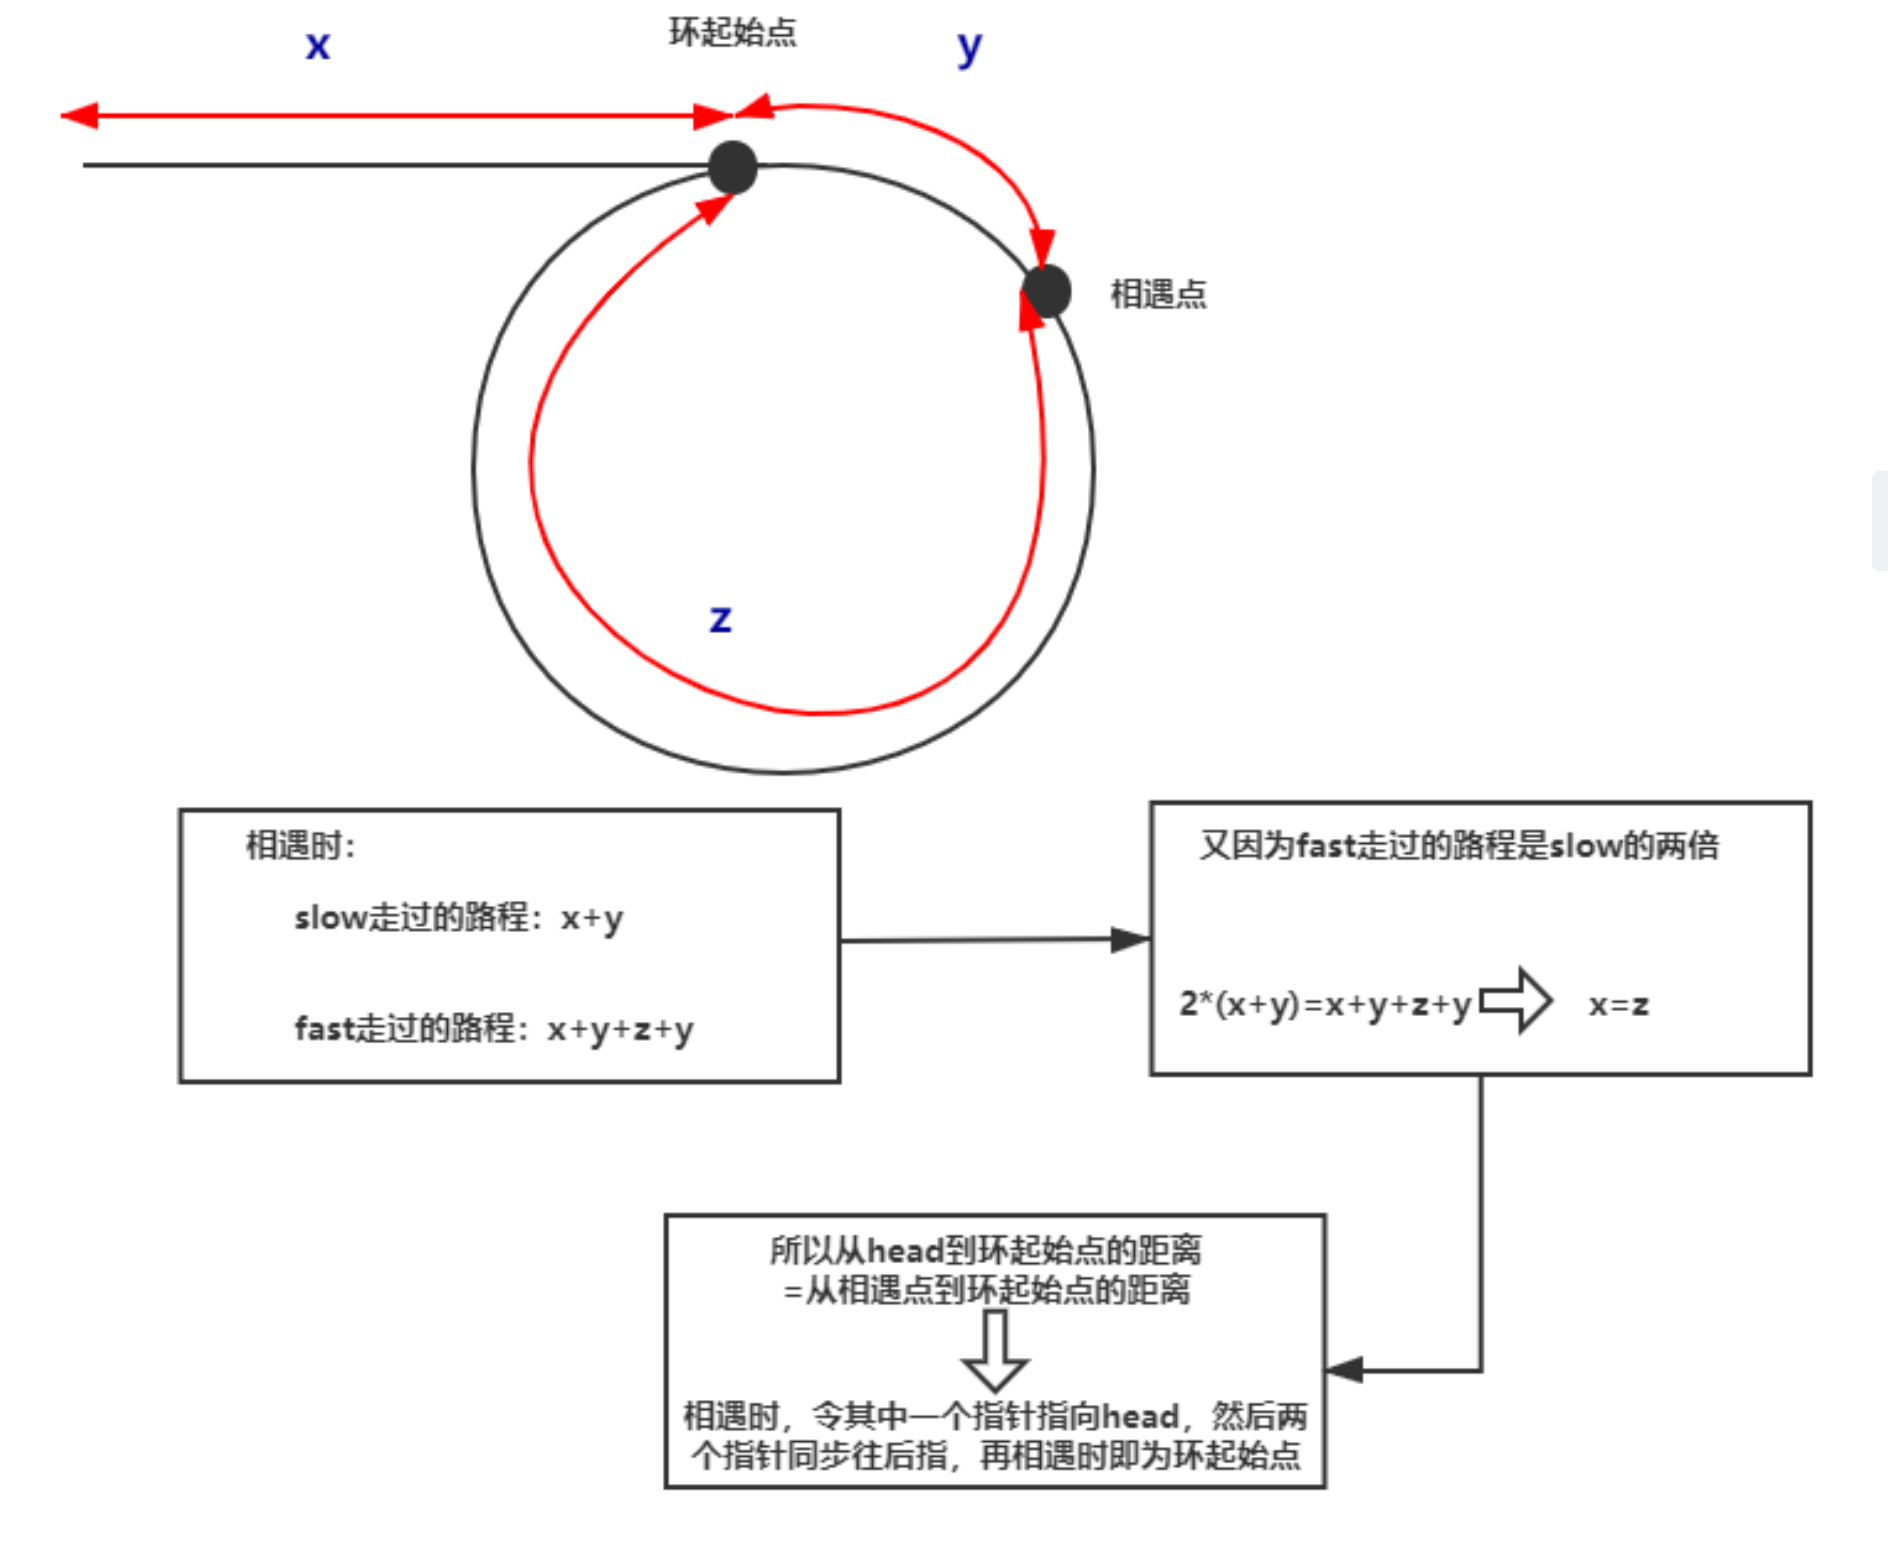 x
环起始点
y
相遇点
z
相遇时：
slow走过的路程：x+y
fast走过的路程：x+y+z+y
又因为fast走过的路程是slow的两倍
2*(x+y)=x+y+z+y
x=z
所以从head到环起始点的距离
=从相遇点到环起始点的距离
相遇时，令其中一个指针指向head，然后两
个指针同步往后指，再相遇时即为环起始点